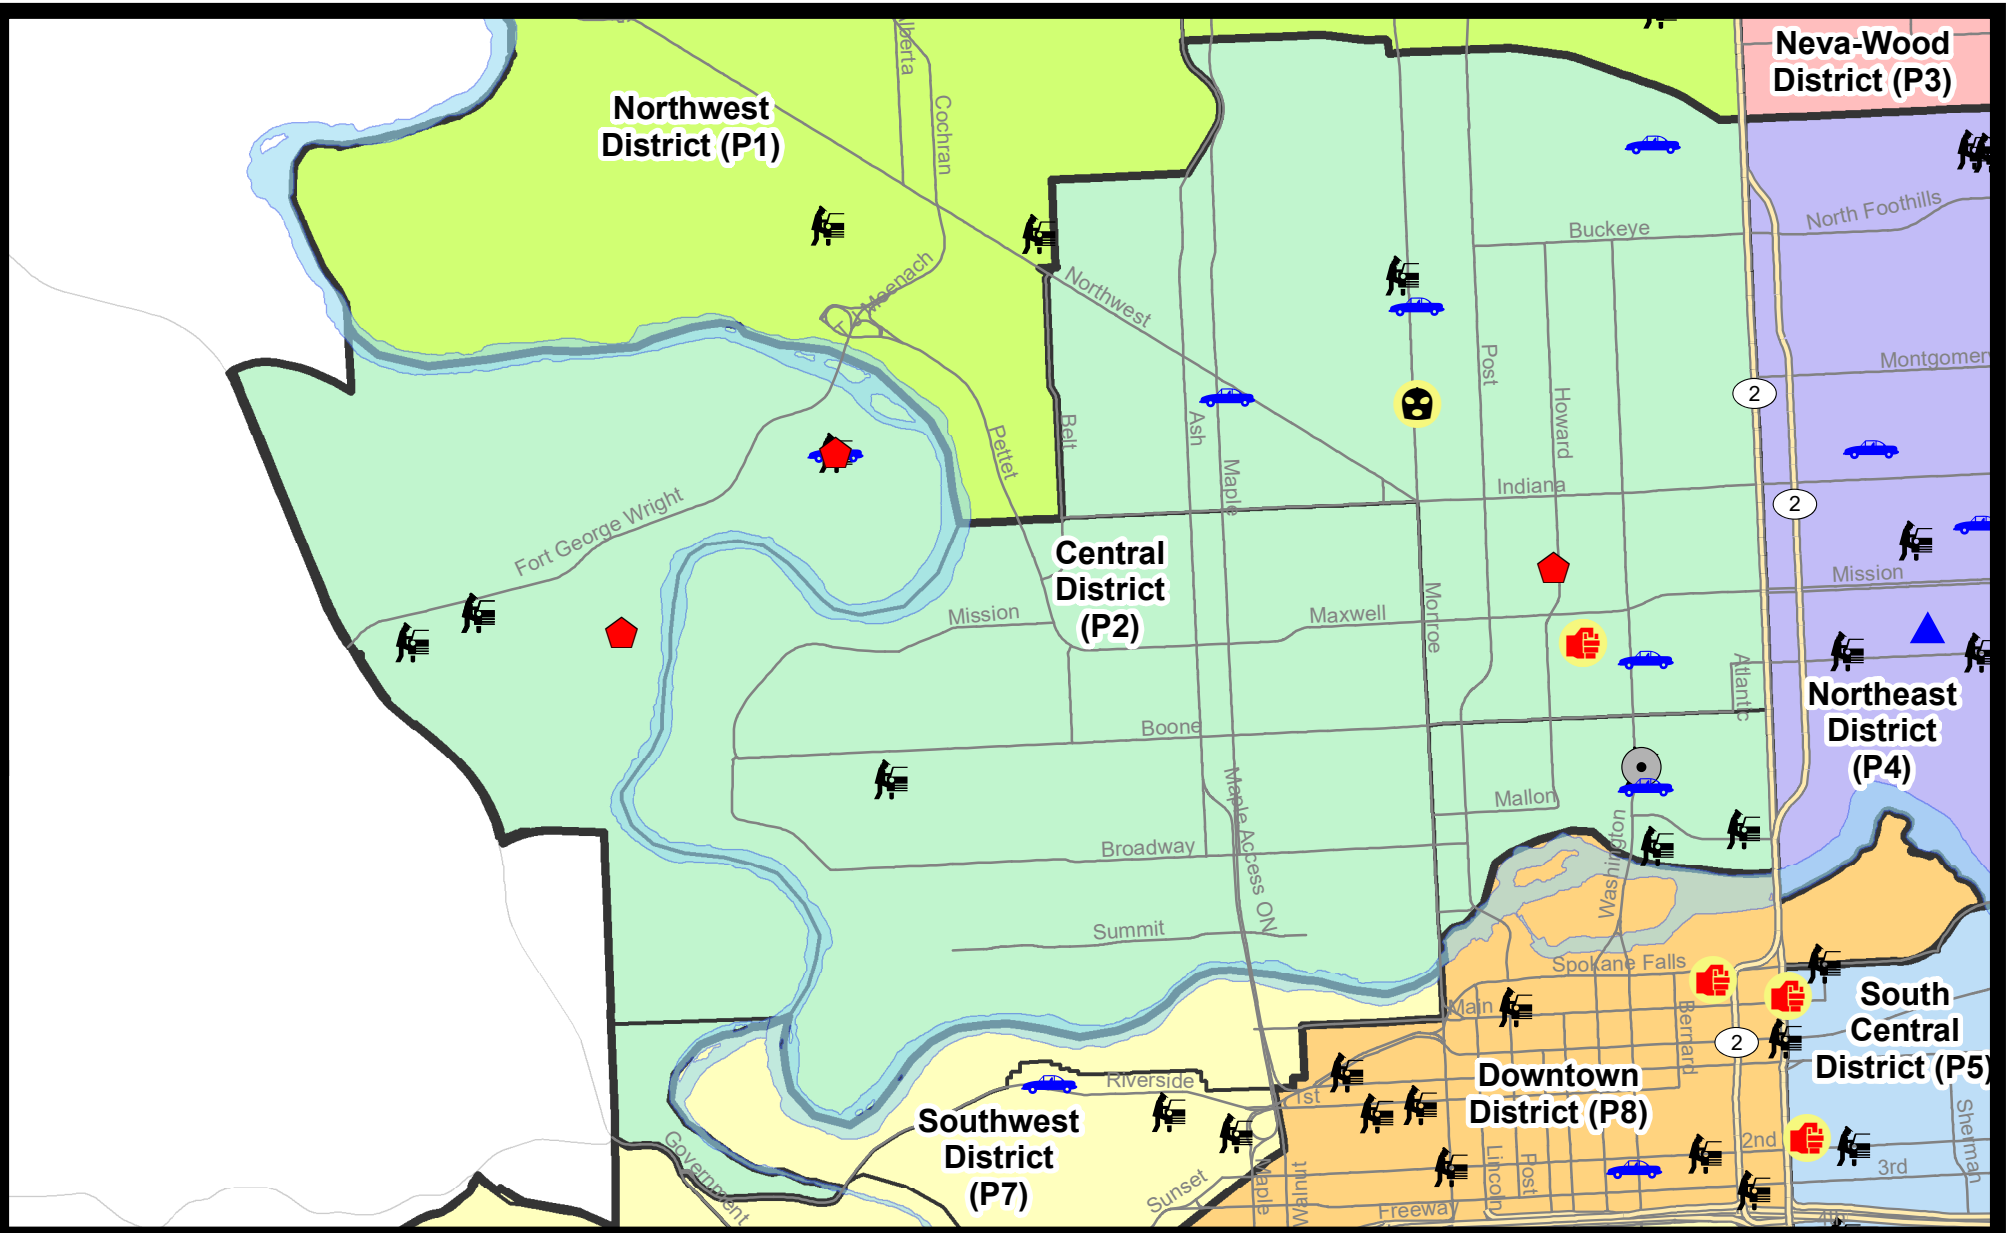 Neva-Wood
District (P3)
Northwest
District (P1)
Cochran
North Foothills
Buckeye
T J Meenach
Northwest
Post
Montgomer
2
Howard
Belt
Ash
Pettet
Maple
Indiana
2
Fort George Wright
Central
District
(P2)
Mission
Mission
Maxwell
Monroe
Atlantic
Northeast
District
(P4)
Boone
Maple Access ON
Mallon
Washington
Broadway
Summit
Spokane Falls
Main
Bernard
South
Central
District (P5)
2
Riverside
1st
Downtown
District (P8)
Southwest
District
(P7)
Government
Sunset
Maple
Walnut
Lincoln
Post
2nd
3rd
Sherman
Freeway
4th